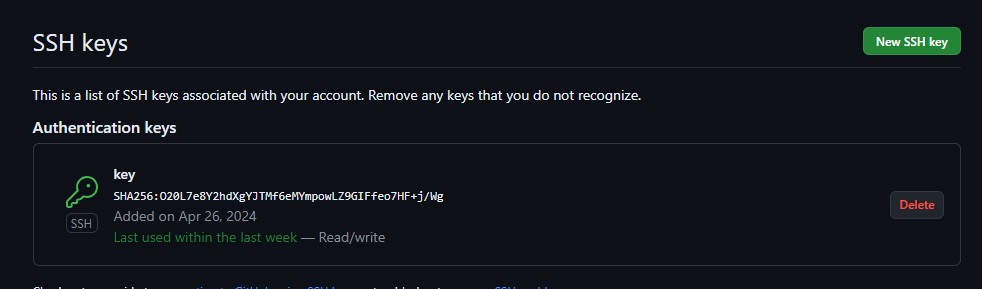 SSH keys
New SSH key
This is a list of SSH keys associated with your account. Remove any keys that you do not recognize.
Authentication keys
key
SHA256:O20L7e8Y2hdXgYJTMf6eMYmpowLZ9GIFfeo7HF+j/Wg
SSH
Added on Apr 26, 2024
Delete
Last used within the last week — Read/write